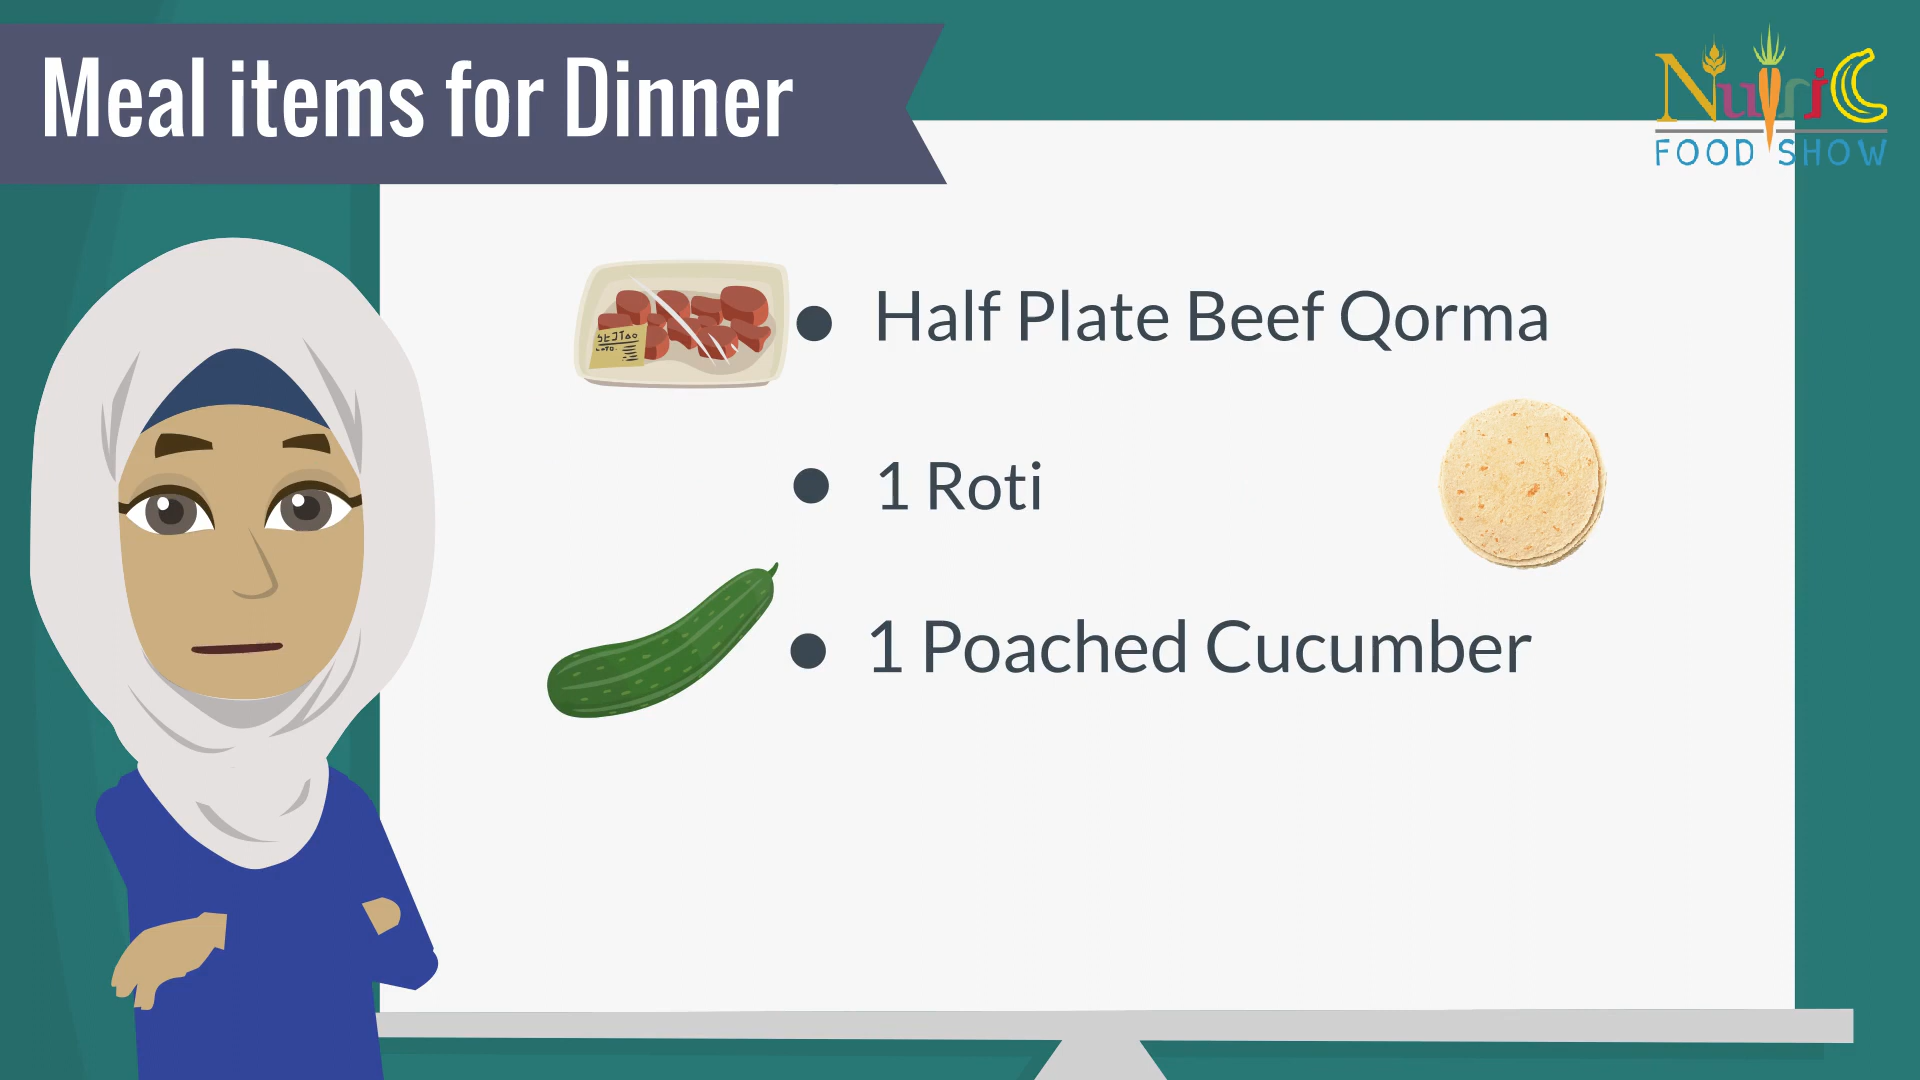 Meal items for Dinner
NutriC
FOOD SHOW
Half Plate Beef Qorma
1 Roti
1 Poached Cucumber